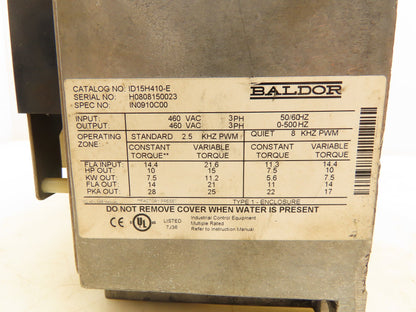 CATALOG NO: ID15H410-E
SERIAL NO: H0808150023
SPEC NO: IN0910C00
BALDOR
INPUT: 460 VAC 3PH 50/60HZ
OUTPUT: 460 VAC 3PH 0-500HZ
OPERATING ZONE: STANDARD 2.5 KHZ PWM QUIET 8 KHZ PWM
CONSTANT TORQUE** VARIABLE TORQUE CONSTANT TORQUE VARIABLE TORQUE
FLA INPUT: 14.4 21.6 11.3 14.4
HP OUT: 10 15 7.5 10
KW OUT: 7.5 11.2 5.6 7.5
FLA OUT: 14 21 11 14
PKA OUT: 28 25 22 17
TYPE 1 - ENCLOSURE
DO NOT REMOVE COVER WHEN WATER IS PRESENT
C UL US LISTED 7J36
Industrial Control Equipment
Multiple Rated
Refer to Instruction Manual